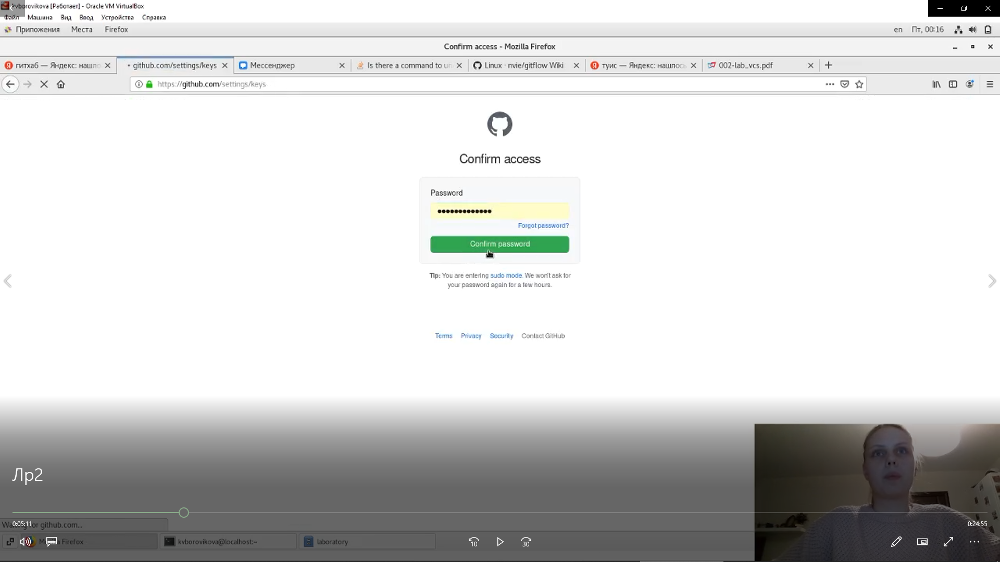 kvborovikova [Работает] - Oracle VM VirtualBox
Файл Машина Вид Ввод Устройства Справка
Приложения Места Firefox en Пт, 00:16
Confirm access - Mozilla Firefox
гитхаб — Яндекс: нашло github.com/settings/keys Мессенджер Is there a command to un Linux · nvie/gitflow Wiki туис — Яндекс: нашлось 002-lab_vcs.pdf
https://github.com/settings/keys
Confirm access
Password
Forgot password?
Confirm password
Tip: You are entering sudo mode. We won't ask for
your password again for a few hours.
Terms Privacy Security Contact GitHub
Лр2
0:05:11 0:24:55
for github.com...
Firefox kvborovikova@localhost:~ laboratory
10 30